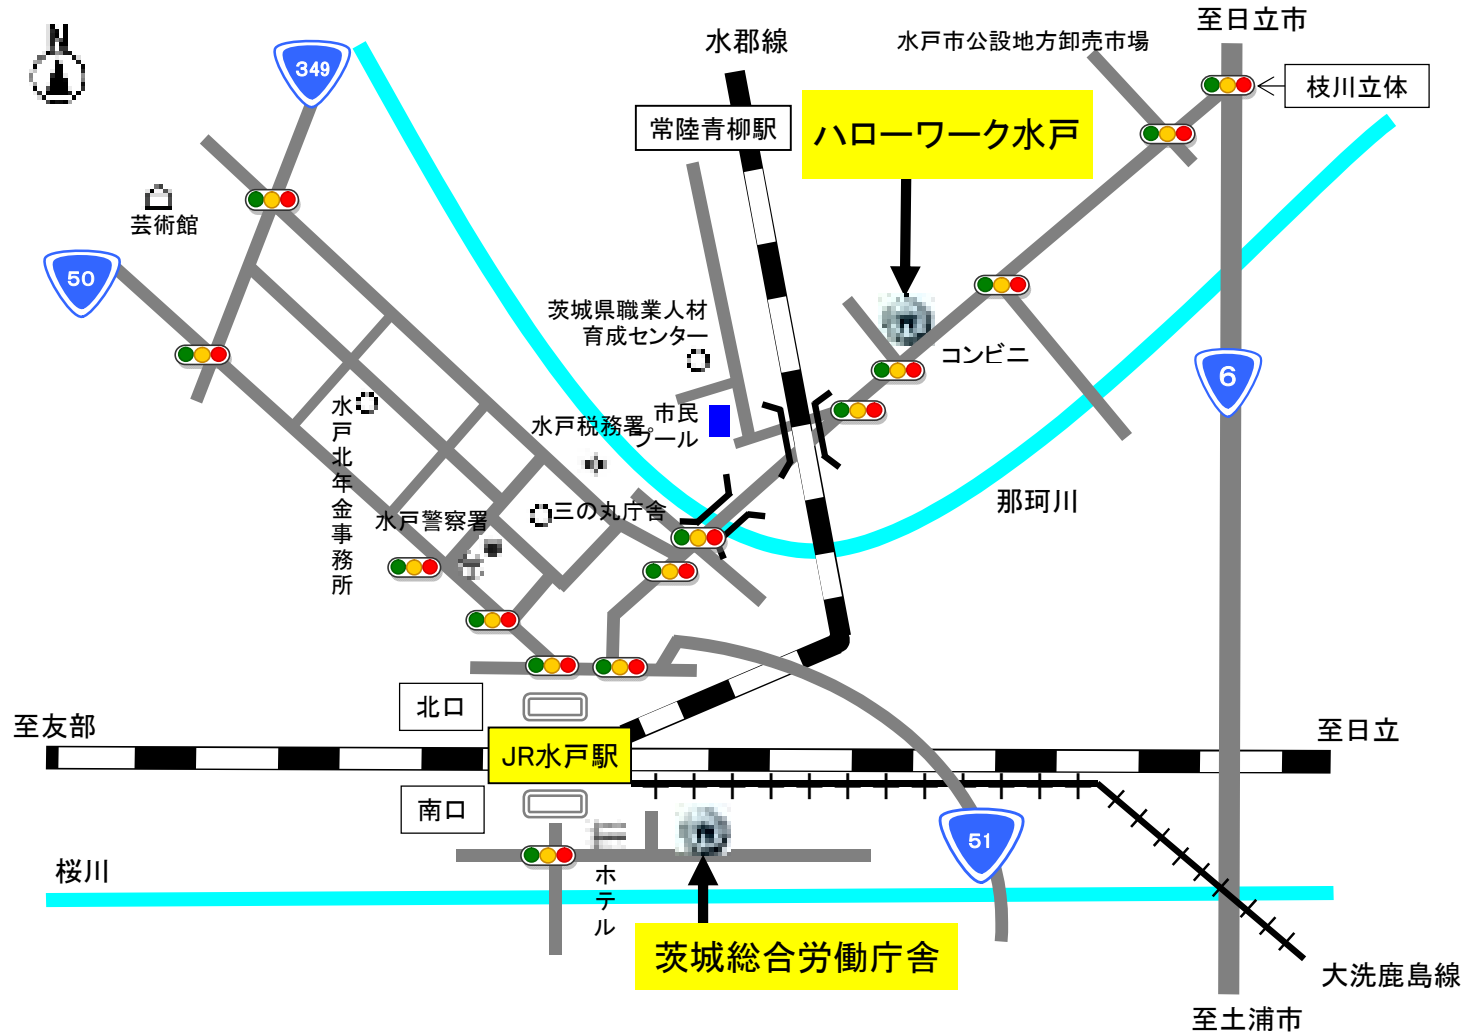 至日立市
N
水郡線
水戸市公設地方卸売市場
349
枝川立体
常陸青柳駅
ハローワーク水戸
芸術館
50
茨城県職業人材
育成センター
コンビニ
6
水戸北年金事務所
水戸税務署
市民
プール
那珂川
水戸警察署
三の丸庁舎
北口
至友部
至日立
JR水戸駅
南口
51
桜川
ホテル
茨城総合労働庁舎
大洗鹿島線
至土浦市